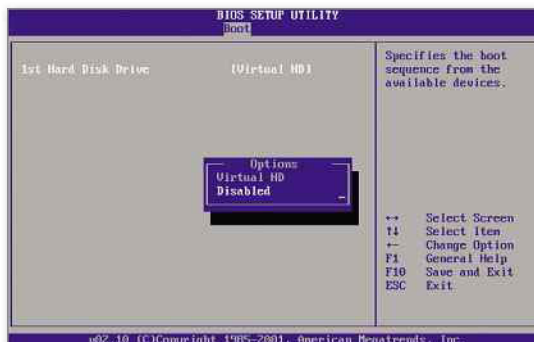 BIOS SETUP UTILITY
Boot
1st Hard Disk Drive [Virtual HD]
Options
Virtual HD
Disabled
Specifies the boot
sequence from the
available devices.
↔ Select Screen
↑↓ Select Item
+- Change Option
F1 General Help
F10 Save and Exit
ESC Exit
v02.10 (C)Copyright 1985-2001, American Megatrends, Inc.